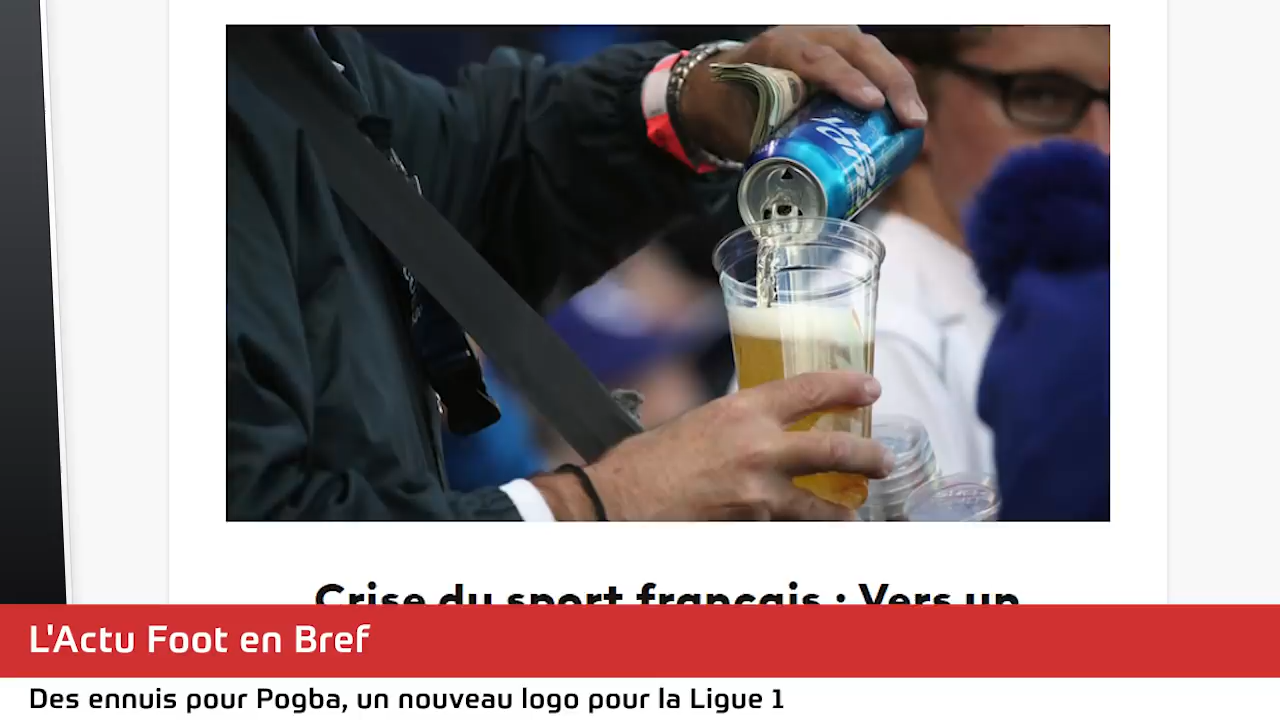 Crise du sport français : Vers un
L'Actu Foot en Bref
Des ennuis pour Pogba, un nouveau logo pour la Ligue 1